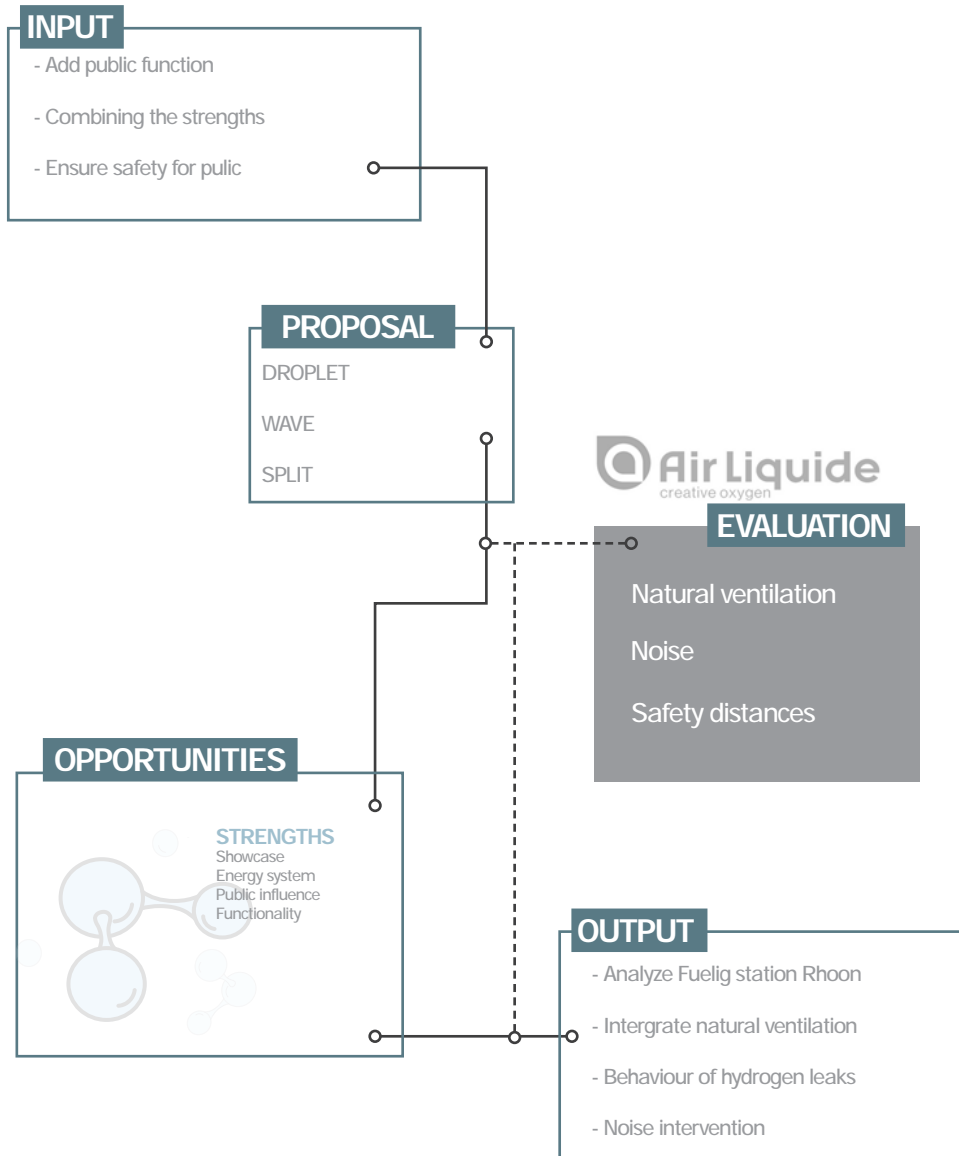 INPUT
- Add public function
- Combining the strengths
- Ensure safety for pulic
PROPOSAL
DROPLET
WAVE
SPLIT
Air Liquide
creative oxygen
EVALUATION
Natural ventilation
Noise
Safety distances
OPPORTUNITIES
STRENGTHS
Showcase
Energy system
Public influence
Functionality
OUTPUT
- Analyze Fuelig station Rhoon
- Intergrate natural ventilation
- Behaviour of hydrogen leaks
- Noise intervention